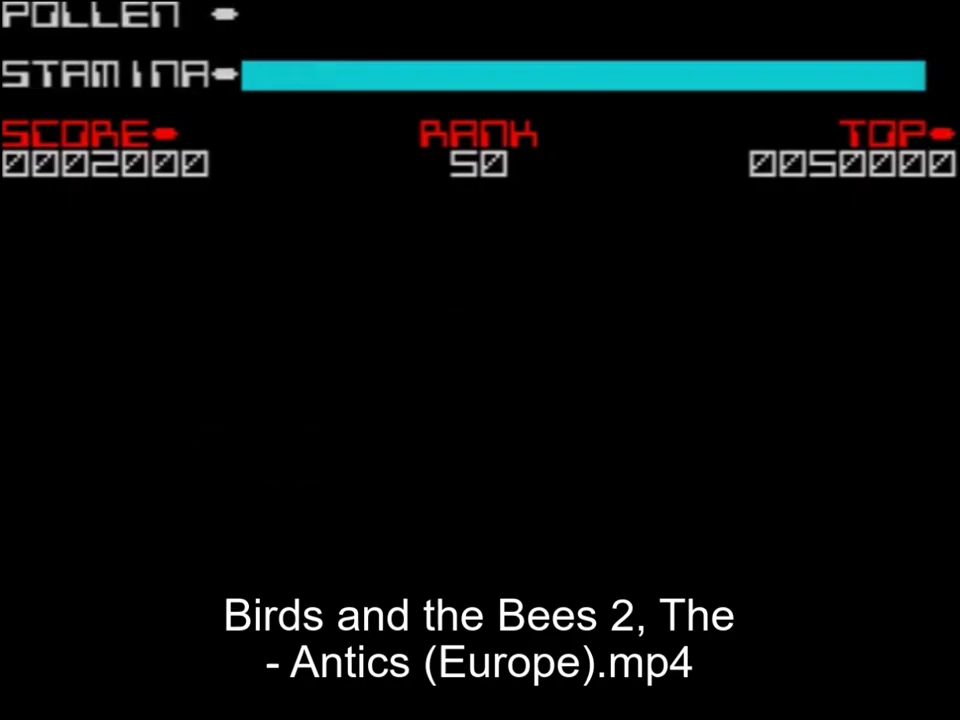 POLLEN -
STAMINA-
SCORE- RANK TOP-
0002000 50 0050000
Birds and the Bees 2, The
- Antics (Europe).mp4